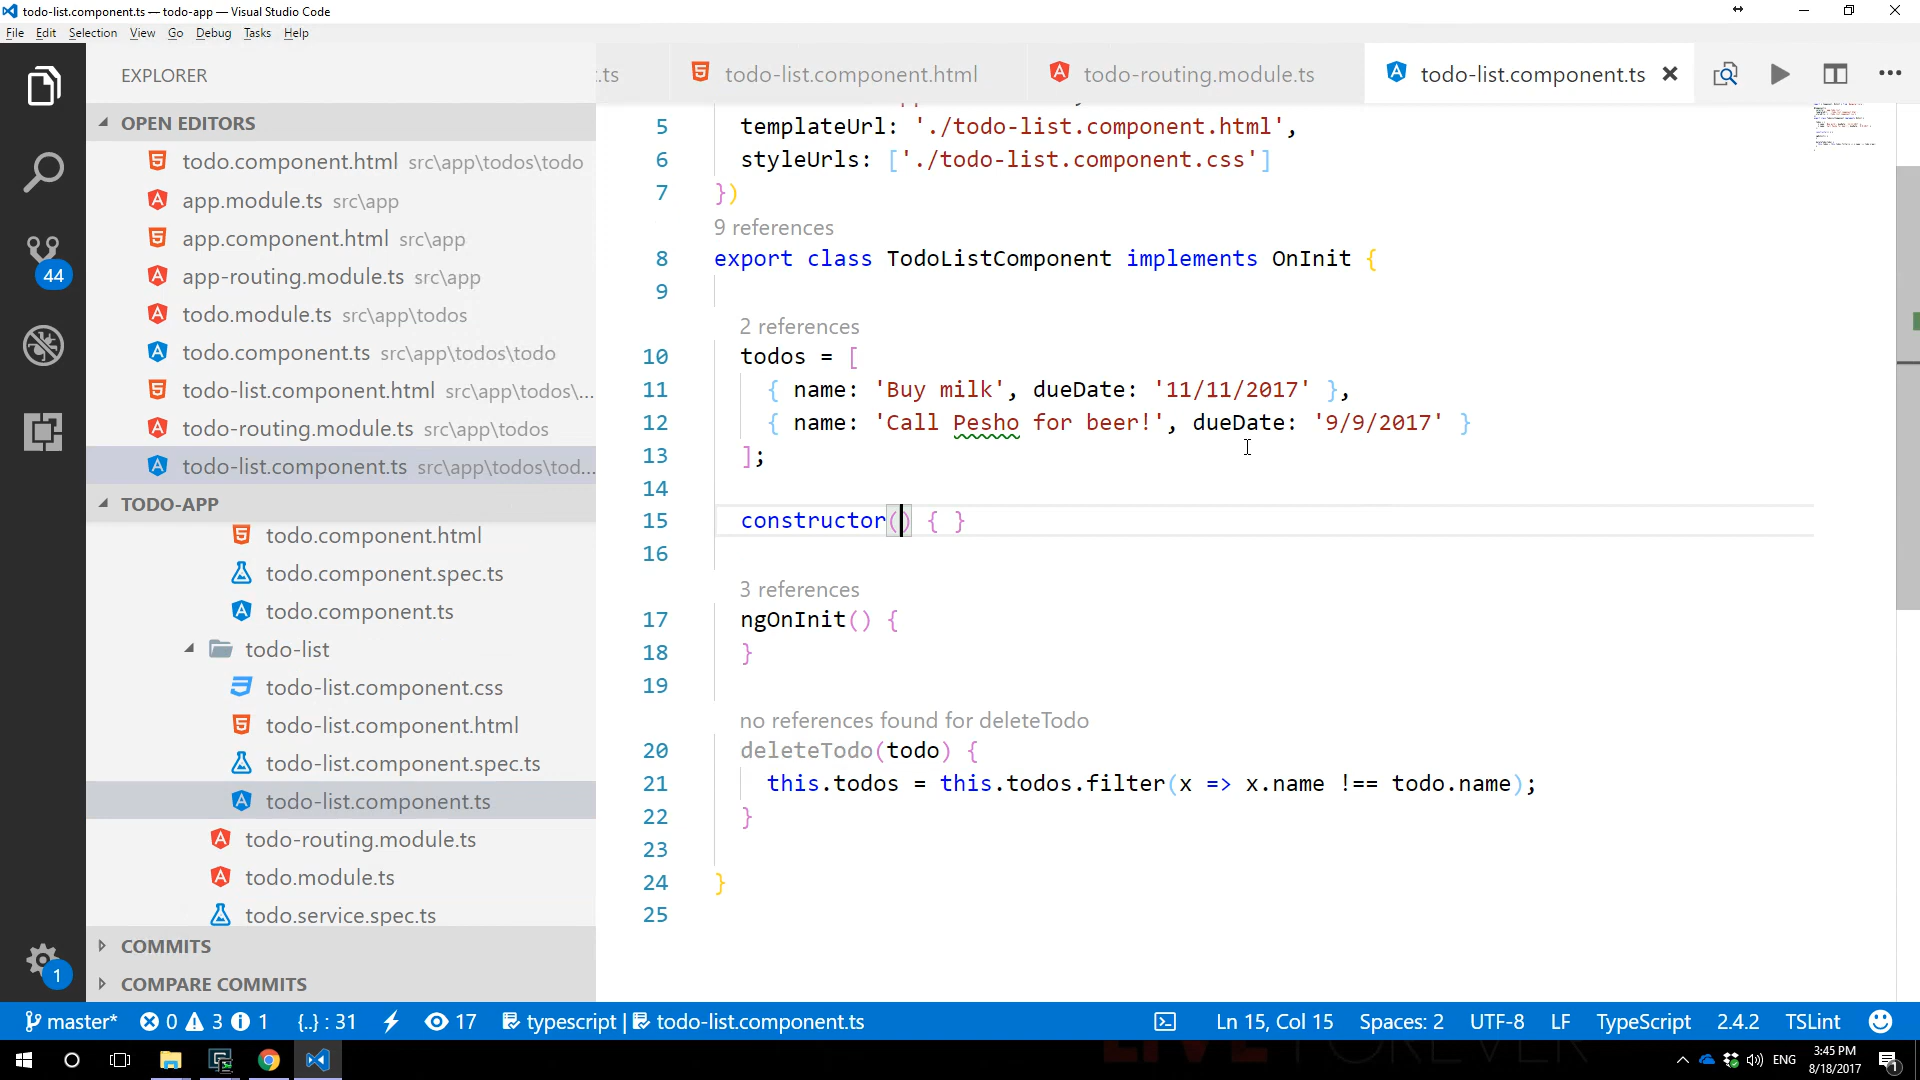 todo-list.component.ts — todo-app — Visual Studio Code
File Edit Selection View Go Debug Tasks Help
EXPLORER
OPEN EDITORS
todo.component.html src\app\todos\todo
app.module.ts src\app
app.component.html src\app
app-routing.module.ts src\app
todo.module.ts src\app\todos
todo.component.ts src\app\todos\todo
todo-list.component.html src\app\todos\...
todo-routing.module.ts src\app\todos
todo-list.component.ts src\app\todos\tod...
TODO-APP
todo.component.html
todo.component.spec.ts
todo.component.ts
todo-list
todo-list.component.css
todo-list.component.html
todo-list.component.spec.ts
todo-list.component.ts
todo-routing.module.ts
todo.module.ts
todo.service.spec.ts
COMMITS
COMPARE COMMITS
44
1
.ts
todo-list.component.html
todo-routing.module.ts
todo-list.component.ts
5 templateUrl: './todo-list.component.html',
6 styleUrls: ['./todo-list.component.css']
7 })
9 references
8 export class TodoListComponent implements OnInit {
9
2 references
10 todos = [
11 { name: 'Buy milk', dueDate: '11/11/2017' },
12 { name: 'Call Pesho for beer!', dueDate: '9/9/2017' }
13 ];
14
15 constructor() { }
16
3 references
17 ngOnInit() {
18 }
19
no references found for deleteTodo
20 deleteTodo(todo) {
21 this.todos = this.todos.filter(x => x.name !== todo.name);
22 }
23
24 }
25
master* 0 3 1 {..} : 31 17 typescript | todo-list.component.ts Ln 15, Col 15 Spaces: 2 UTF-8 LF TypeScript 2.4.2 TSLint
ENG
3:45 PM
8/18/2017
1